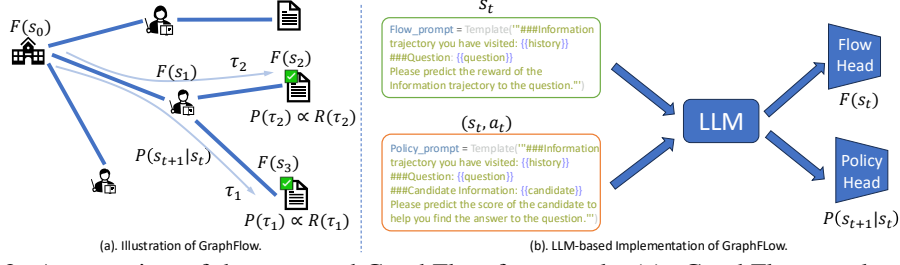 F(s₀)
F(s₁)
τ₂
F(s₂)
P(τ₂) ∝ R(τ₂)
P(sₜ₊₁|sₜ)
F(s₃)
τ₁
P(τ₁) ∝ R(τ₁)
(a). Illustration of GraphFlow.
sₜ
Flow_prompt = Template('"###Information
trajectory you have visited: {{history}}
###Question: {{question}}
Please predict the reward of the
Information trajectory to the question."')
(sₜ, aₜ)
Policy_prompt = Template('"###Information
trajectory you have visited: {{history}}
###Question: {{question}}
###Candidate Information: {{candidate}}
Please predict the score of the candidate to
help you find the answer to the question."')
LLM
Flow
Head
F(sₜ)
Policy
Head
P(sₜ₊₁|sₜ)
(b). LLM-based Implementation of GraphFLow.